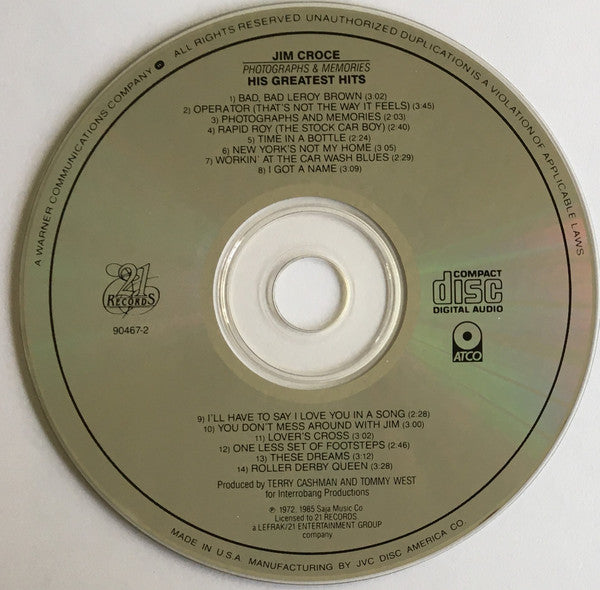 A WARNER COMMUNICATIONS COMPANY ALL RIGHTS RESERVED UNAUTHORIZED DUPLICATION IS A VIOLATION OF APPLICABLE LAWS
JIM CROCE
PHOTOGRAPHS & MEMORIES
HIS GREATEST HITS
1) BAD, BAD LEROY BROWN (3:02)
2) OPERATOR (THAT'S NOT THE WAY IT FEELS) (3:45)
3) PHOTOGRAPHS AND MEMORIES (2:03)
4) RAPID ROY (THE STOCK CAR BOY) (2:40)
5) TIME IN A BOTTLE (2:24)
6) NEW YORK'S NOT MY HOME (3:05)
7) WORKIN' AT THE CAR WASH BLUES (2:29)
8) I GOT A NAME (3:09)
21
RECORDS
90467-2
COMPACT
disc
DIGITAL AUDIO
ATCO
9) I'LL HAVE TO SAY I LOVE YOU IN A SONG (2:28)
10) YOU DON'T MESS AROUND WITH JIM (3:00)
11) LOVER'S CROSS (3:02)
12) ONE LESS SET OF FOOTSTEPS (2:46)
13) THESE DREAMS (3:12)
14) ROLLER DERBY QUEEN (3:28)
Produced by TERRY CASHMAN AND TOMMY WEST
for Interrobang Productions
℗ 1972, 1985 Saja Music Co
Licensed to 21 RECORDS
a LEFRAK/21 ENTERTAINMENT GROUP
company
MADE IN U.S.A. MANUFACTURING BY JVC DISC AMERICA CO.